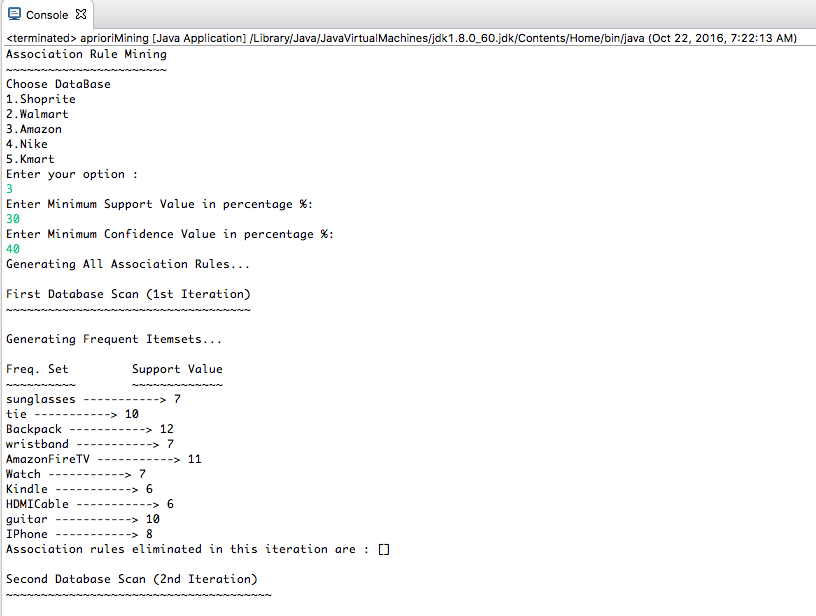 Console
<terminated> aprioriMining [Java Application] /Library/Java/JavaVirtualMachines/jdk1.8.0_60.jdk/Contents/Home/bin/java (Oct 22, 2016, 7:22:13 AM)
Association Rule Mining
~~~~~~~~~~~~~~~~~~~~~~~
Choose DataBase
1.Shoprite
2.Walmart
3.Amazon
4.Nike
5.Kmart
Enter your option :
3
Enter Minimum Support Value in percentage %:
30
Enter Minimum Confidence Value in percentage %:
40
Generating All Association Rules...
First Database Scan (1st Iteration)
~~~~~~~~~~~~~~~~~~~~~~~~~~~~~~~~~~~
Generating Frequent Itemsets...
Freq. Set         Support Value
~~~~~~~~~~        ~~~~~~~~~~~~~
sunglasses -----------> 7
tie -----------> 10
Backpack -----------> 12
wristband -----------> 7
AmazonFireTV -----------> 11
Watch -----------> 7
Kindle -----------> 6
HDMICable -----------> 6
guitar -----------> 10
IPhone -----------> 8
Association rules eliminated in this iteration are : []
Second Database Scan (2nd Iteration)
~~~~~~~~~~~~~~~~~~~~~~~~~~~~~~~~~~~~~~